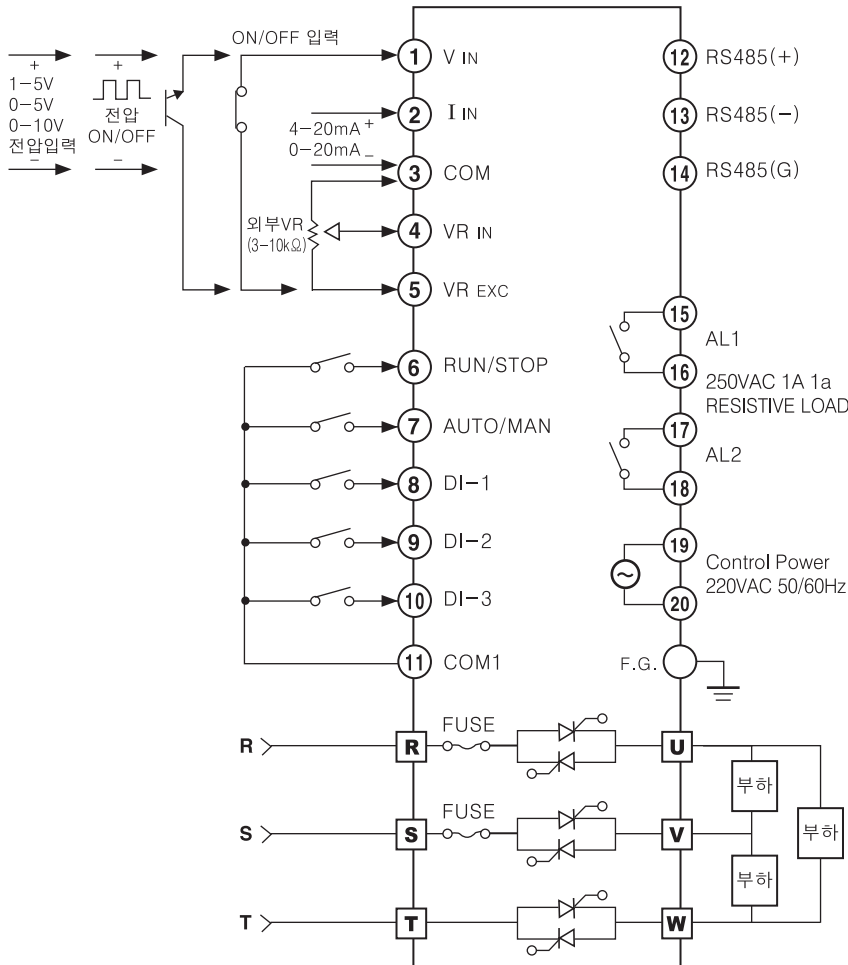 ON/OFF 입력
+
1-5V
0-5V
0-10V
전압입력
-
+
전압
ON/OFF
-
4-20mA +
0-20mA -
외부VR
(3-10kΩ)
1 V IN
2 I IN
3 COM
4 VR IN
5 VR EXC
6 RUN/STOP
7 AUTO/MAN
8 DI-1
9 DI-2
10 DI-3
11 COM1
12 RS485(+)
13 RS485(-)
14 RS485(G)
15
AL1
16
250VAC 1A 1a
RESISTIVE LOAD
17
AL2
18
19
Control Power
220VAC 50/60Hz
20
F.G.
R R FUSE U
S S FUSE V
T T W
부하
부하
부하